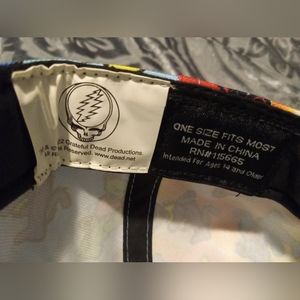 Grateful Dead Productions.
Reserved. www.dead.net
ONE SIZE FITS MOST
MADE IN CHINA
RN#115665
Intended For Ages 14 and Older